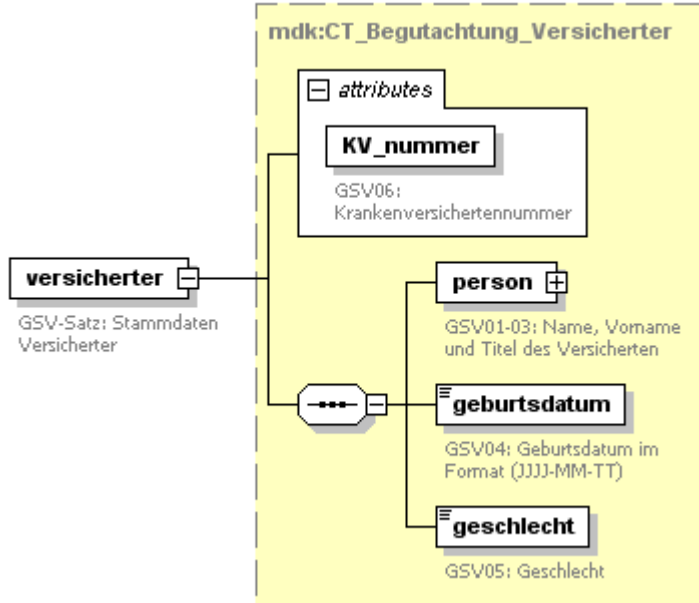 mdk:CT_Begutachtung_Versicherter
attributes
KV_nummer
GSV06:
Krankenversichertennummer
versicherter
GSV-Satz: Stammdaten
Versicherter
person
GSV01-03: Name, Vorname
und Titel des Versicherten
geburtsdatum
GSV04: Geburtsdatum im
Format (JJJJ-MM-TT)
geschlecht
GSV05: Geschlecht